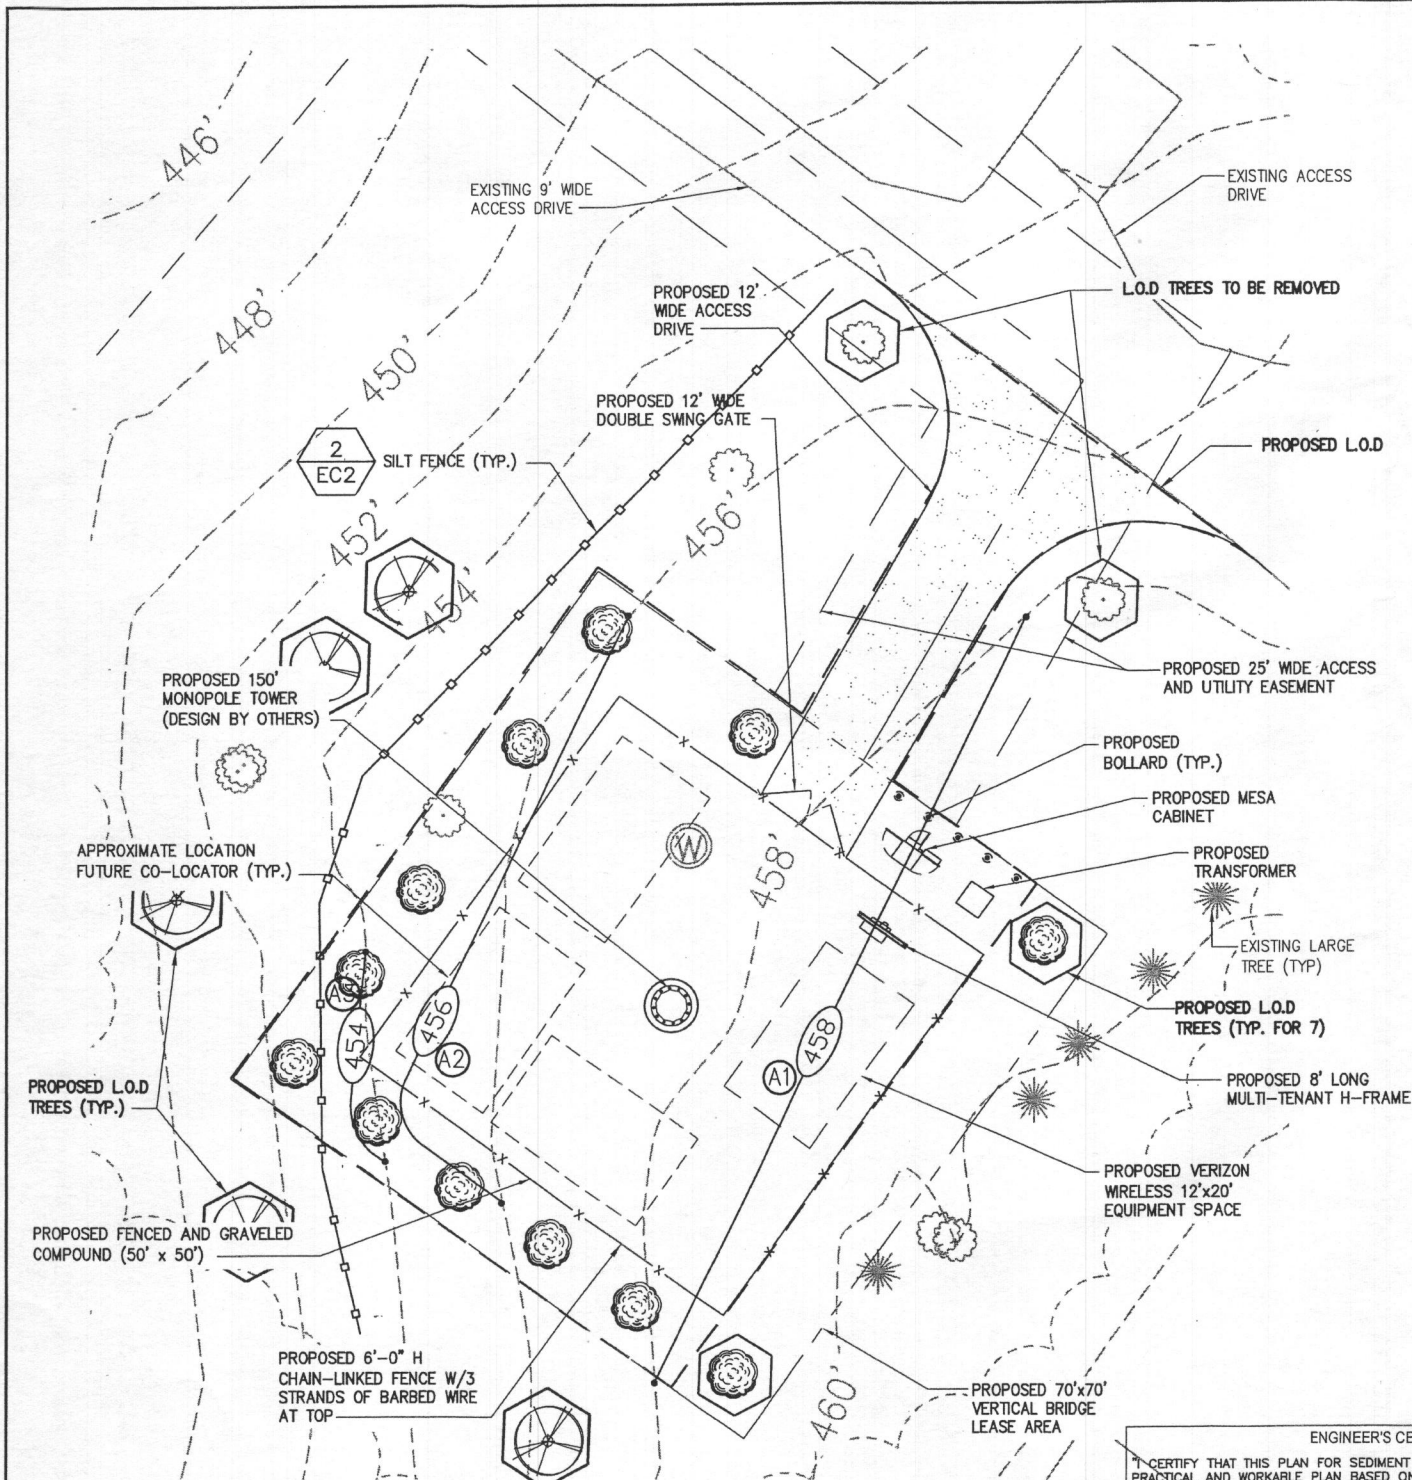 446'
EXISTING 9' WIDE
ACCESS DRIVE
EXISTING ACCESS
DRIVE
448'
PROPOSED 12'
WIDE ACCESS
DRIVE
L.O.D TREES TO BE REMOVED
450'
PROPOSED 12' WIDE
DOUBLE SWING GATE
2
EC2
SILT FENCE (TYP.)
PROPOSED L.O.D
456'
452'
454'
PROPOSED 150'
MONOPOLE TOWER
(DESIGN BY OTHERS)
PROPOSED 25' WIDE ACCESS
AND UTILITY EASEMENT
PROPOSED
BOLLARD (TYP.)
PROPOSED MESA
CABINET
W
458'
APPROXIMATE LOCATION
FUTURE CO-LOCATOR (TYP.)
PROPOSED
TRANSFORMER
EXISTING LARGE
TREE (TYP)
A3
454
456
A2
458
A1
PROPOSED L.O.D
TREES (TYP. FOR 7)
PROPOSED L.O.D
TREES (TYP.)
PROPOSED 8' LONG
MULTI-TENANT H-FRAME
PROPOSED VERIZON
WIRELESS 12'x20'
EQUIPMENT SPACE
PROPOSED FENCED AND GRAVELED
COMPOUND (50' x 50')
PROPOSED 6'-0" H
CHAIN-LINKED FENCE W/3
STRANDS OF BARBED WIRE
AT TOP
460'
PROPOSED 70'x70'
VERTICAL BRIDGE
LEASE AREA
ENGINEER'S CE
"I CERTIFY THAT THIS PLAN FOR SEDIMENT
PRACTICAL AND WORKABLE PLAN BASED O